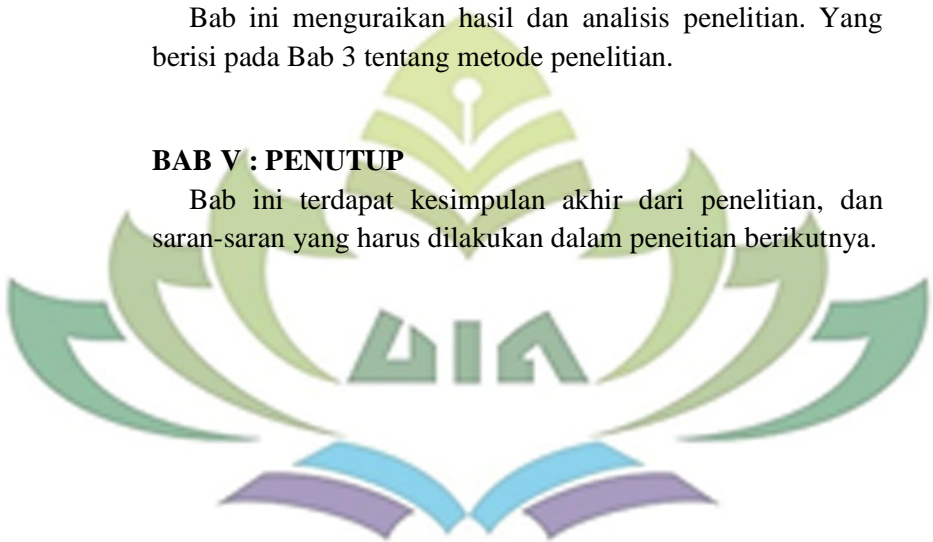 Bab ini menguraikan hasil dan analisis penelitian. Yang
berisi pada Bab 3 tentang metode penelitian.
BAB V : PENUTUP
Bab ini terdapat kesimpulan akhir dari penelitian, dan
saran-saran yang harus dilakukan dalam peneitian berikutnya.
UIN